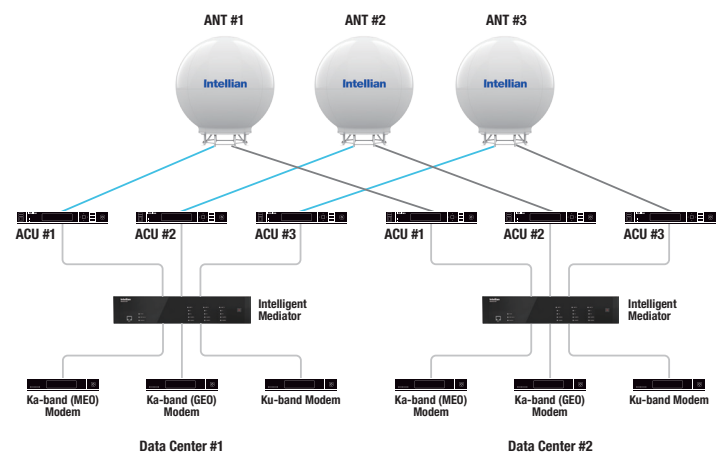 ANT #1
ANT #2
ANT #3
Intellian
Intellian
Intellian
ACU #1
ACU #2
ACU #3
ACU #1
ACU #2
ACU #3
Intelligent
Mediator
Intelligent
Mediator
Ka-band (MEO)
Modem
Ka-band (GEO)
Modem
Ku-band Modem
Ka-band (MEO)
Modem
Ka-band (GEO)
Modem
Ku-band Modem
Data Center #1
Data Center #2